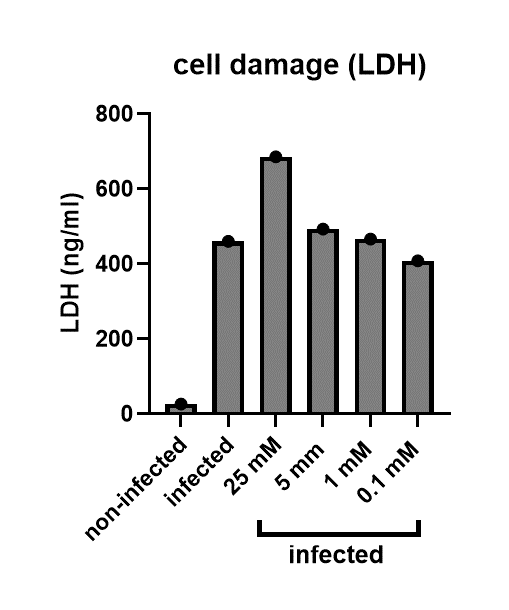 cell damage (LDH)
LDH (ng/ml)
800
600
400
200
0
non-infected
infected
25 mM
5 mm
1 mM
0.1 mM
infected